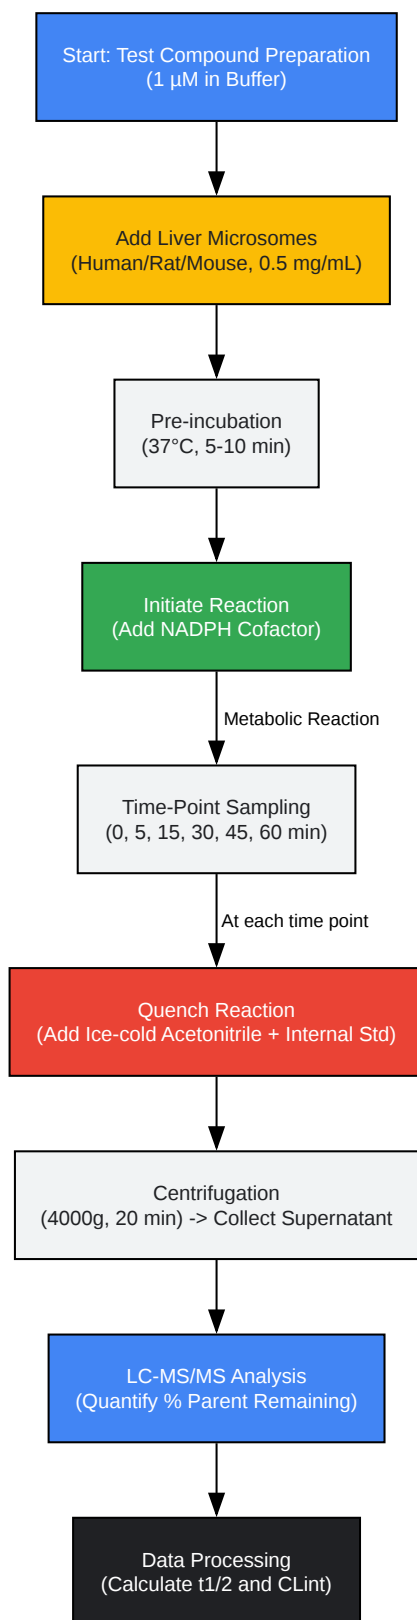 Start: Test Compound Preparation
(1 µM in Buffer)
Add Liver Microsomes
(Human/Rat/Mouse, 0.5 mg/mL)
Pre-incubation
(37°C, 5-10 min)
Initiate Reaction
(Add NADPH Cofactor)
Metabolic Reaction
Time-Point Sampling
(0, 5, 15, 30, 45, 60 min)
At each time point
Quench Reaction
(Add Ice-cold Acetonitrile + Internal Std)
Centrifugation
(4000g, 20 min) -> Collect Supernatant
LC-MS/MS Analysis
(Quantify % Parent Remaining)
Data Processing
(Calculate t1/2 and CLint)